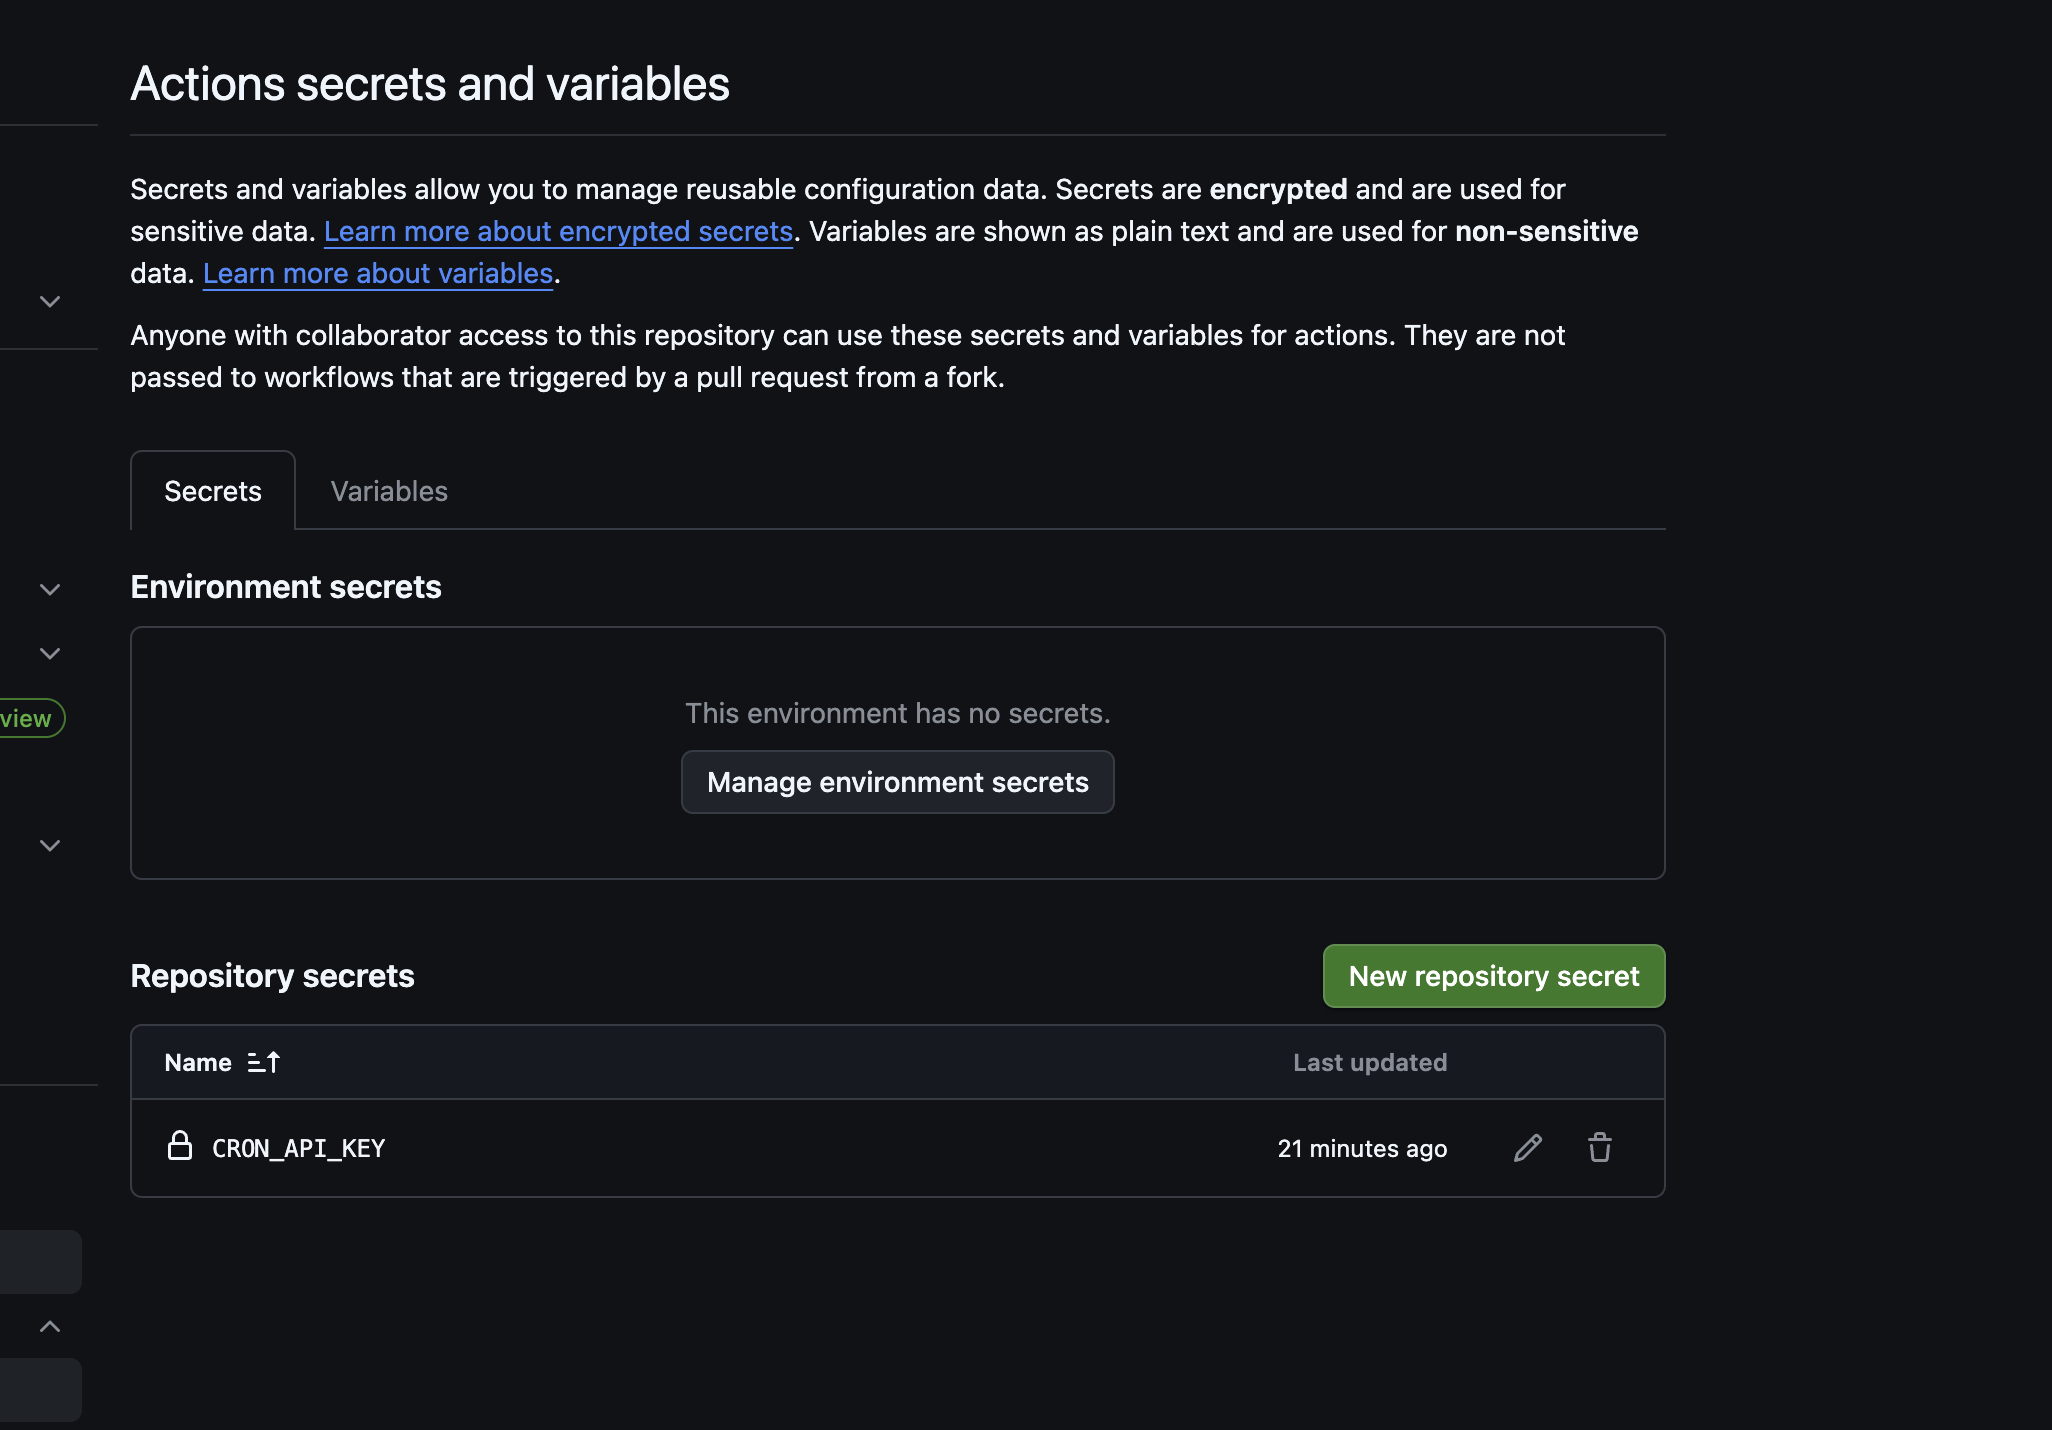 Actions secrets and variables
Secrets and variables allow you to manage reusable configuration data. Secrets are encrypted and are used for
sensitive data. Learn more about encrypted secrets. Variables are shown as plain text and are used for non-sensitive
data. Learn more about variables.
Anyone with collaborator access to this repository can use these secrets and variables for actions. They are not
passed to workflows that are triggered by a pull request from a fork.
Secrets
Variables
Environment secrets
view
This environment has no secrets.
Manage environment secrets
Repository secrets
New repository secret
Name
Last updated
CRON_API_KEY
21 minutes ago